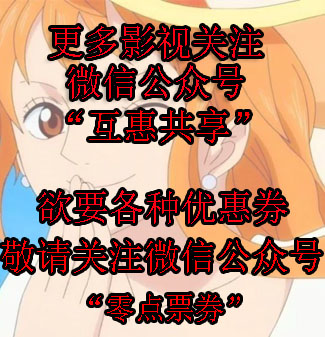 更多影视关注
微信公众号
“互惠共享”
欲要各种优惠券
敬请关注微信公众号
“零点票券”